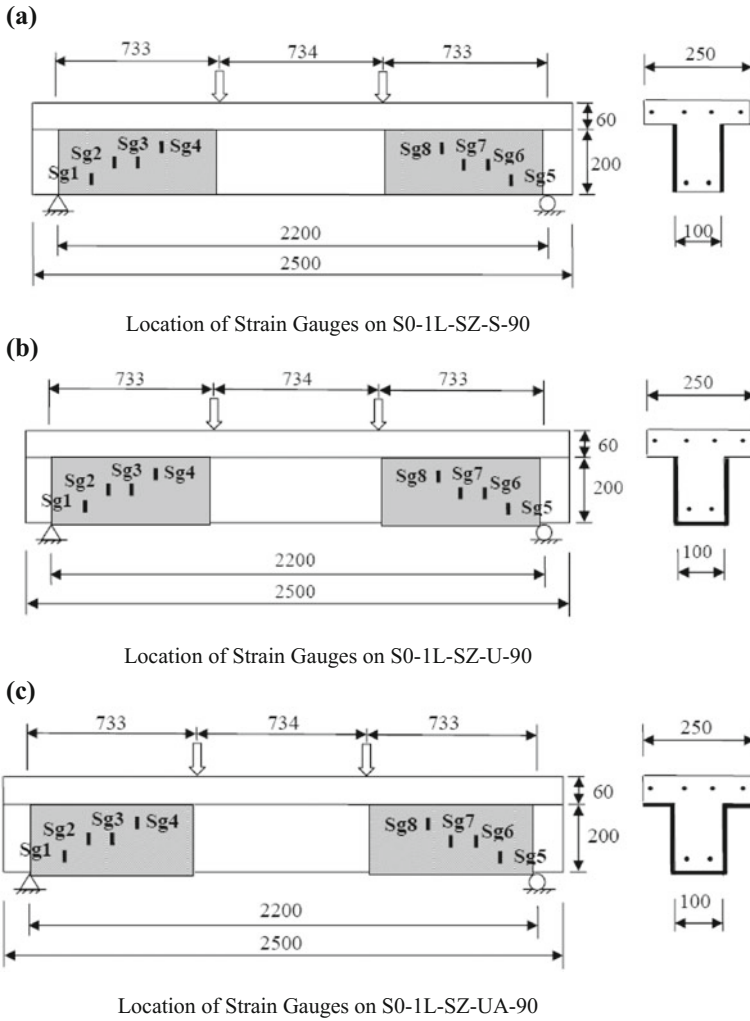 (a)
733 734 733 250
60
Sg3 Sg4 Sg8 Sg7
Sg2 Sg6 200
Sg1 Sg5
2200 100
2500
Location of Strain Gauges on S0-1L-SZ-S-90
(b)
733 734 733 250
60
Sg3 Sg4 Sg8 Sg7
Sg2 Sg6 200
Sg1 Sg5
2200 100
2500
Location of Strain Gauges on S0-1L-SZ-U-90
(c)
733 734 733 250
60
Sg3 Sg4 Sg8 Sg7
Sg2 Sg6 200
Sg1 Sg5
2200 100
2500
Location of Strain Gauges on S0-1L-SZ-UA-90